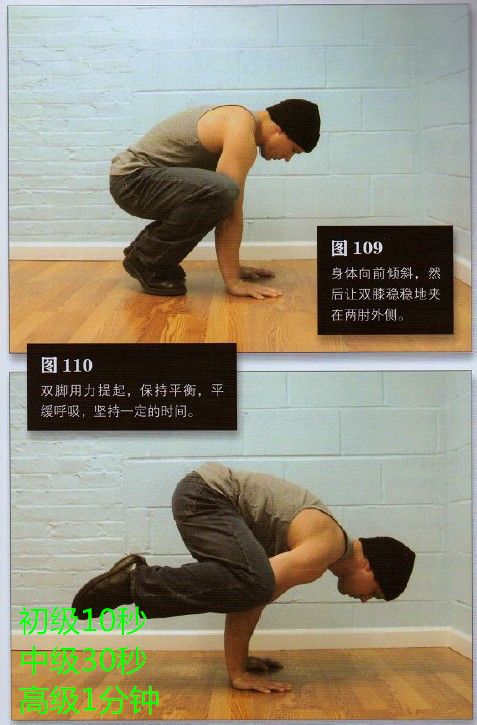 图 109
身体向前倾斜，然
后让双膝稳稳地夹
在两肘外侧。
图 110
双脚用力提起，保持平衡，平
缓呼吸，坚持一定的时间。
初级10秒
中级30秒
高级1分钟